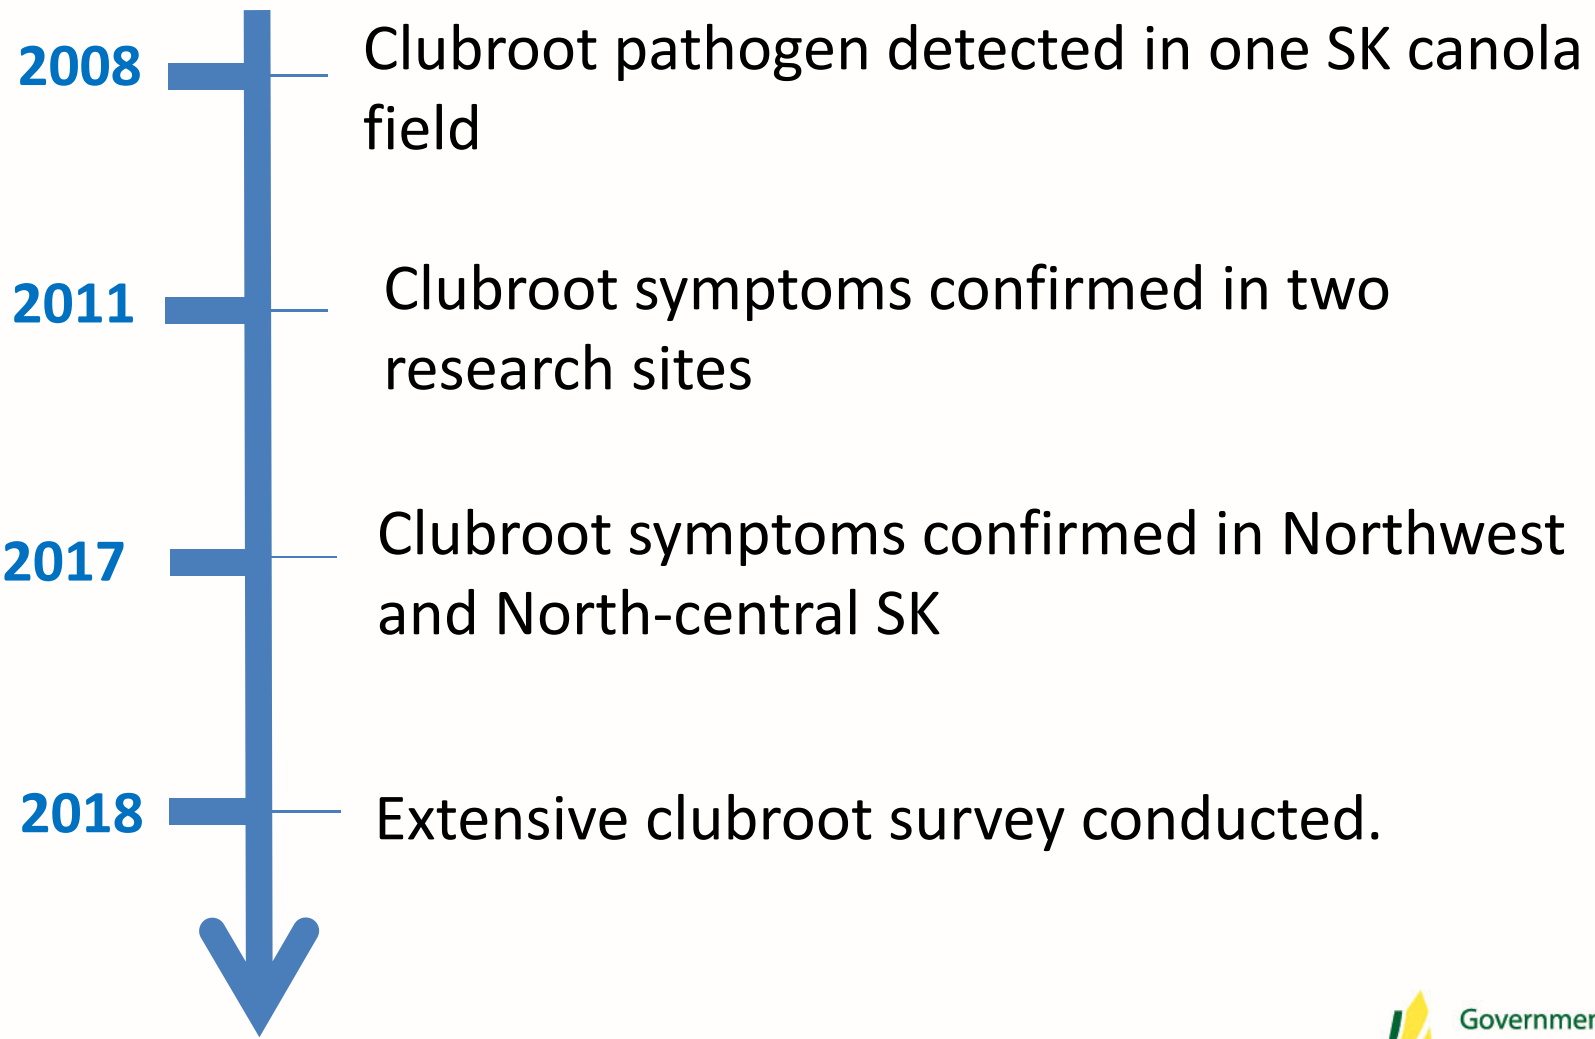 2008
Clubroot pathogen detected in one SK canola
field
2011
Clubroot symptoms confirmed in two
research sites
2017
Clubroot symptoms confirmed in Northwest
and North-central SK
2018
Extensive clubroot survey conducted.